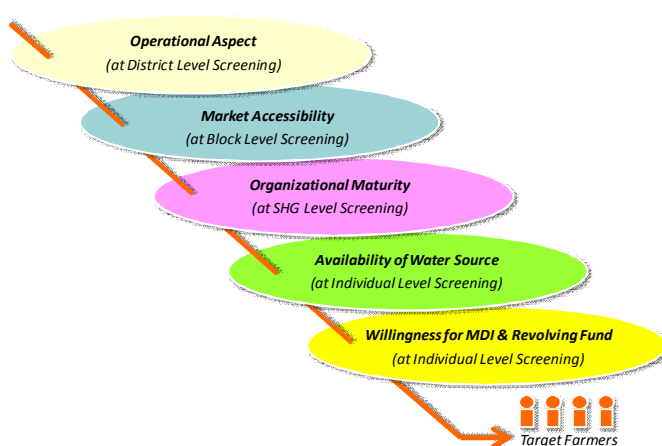 Operational Aspect
(at District Level Screening)
Market Accessibility
(at Block Level Screening)
Organizational Maturity
(at SHG Level Screening)
Availability of Water Source
(at Individual Level Screening)
Willingness for MDI & Revolving Fund
(at Individual Level Screening)
Target Farmers